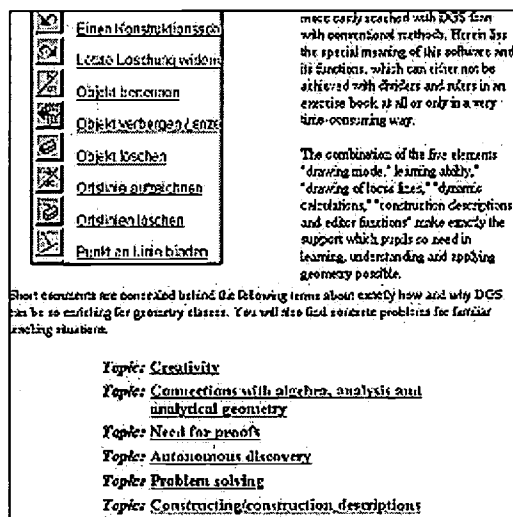 Einen Konstruktionssch
Letzte Löschung widerru
Objekt benennen
Objekt verbergen / anze
Objekt löschen
Ortslinie aufzeichnen
Ortslinien löschen
Punkt an Linie binden
more easily reached with DGS than
with conventional methods. Herein lies
the special meaning of this software and
its functions, which can either not be
achieved with dividers and rulers in an
exercise book at all or only in a very
time-consuming way.
The combination of the five elements
"drawing mode," learning ability,"
"drawing of locus lines," "dynamic
calculations," "construction descriptions
and editor functions" make exactly the
support which pupils so need in
learning, understanding and applying
geometry possible.
Short comments are concealed behind the following terms about exactly how and why DGS
can be so enriching for geometry classes. You will also find concrete problems for familiar
teaching situations.
Topic: Creativity
Topic: Connections with algebra, analysis and
analytical geometry
Topic: Need for proofs
Topic: Autonomous discovery
Topic: Problem solving
Topic: Constructing/construction descriptions